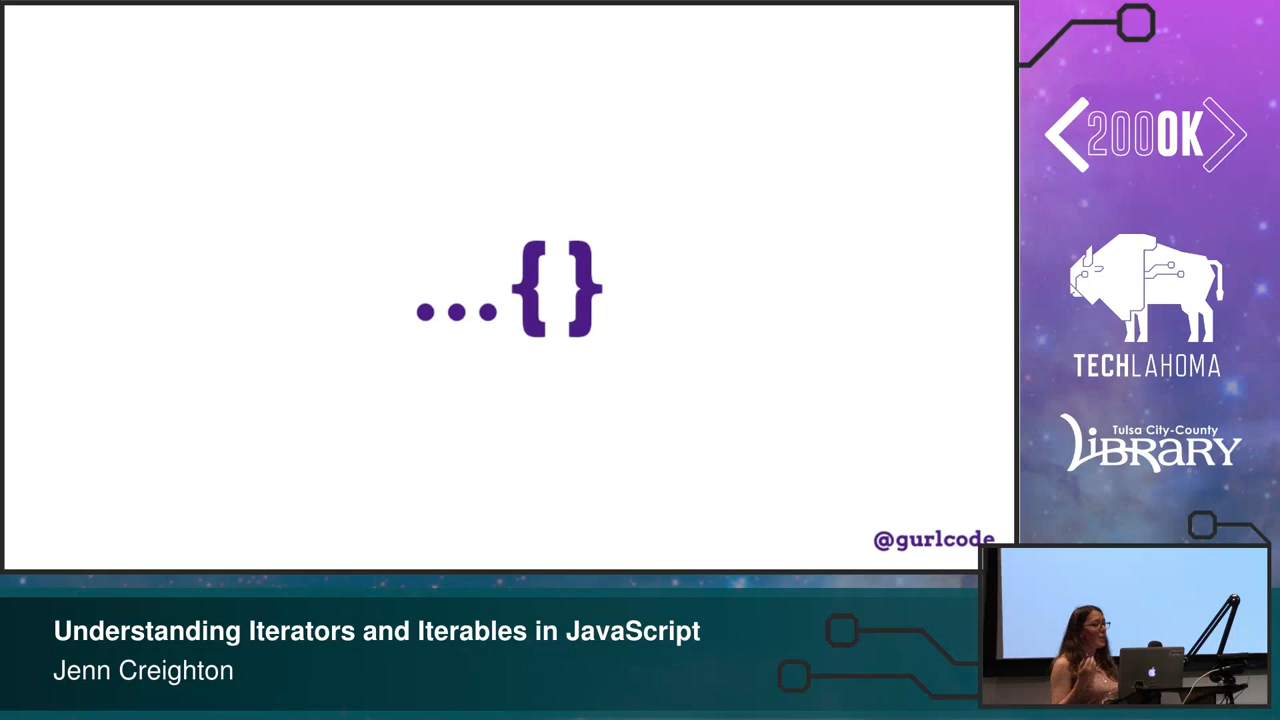 ...{}
@gurlcode
200OK
TECHLAHOMA
Tulsa City-County
LIBRARY
Understanding Iterators and Iterables in JavaScript
Jenn Creighton